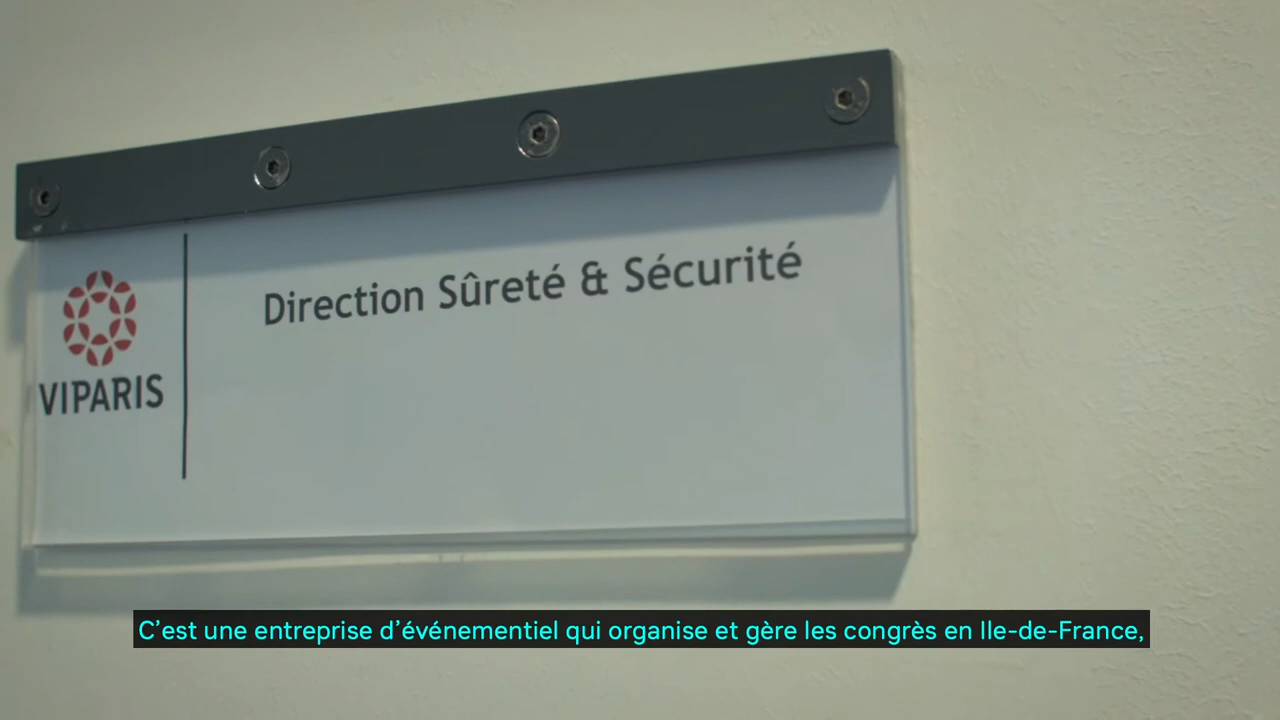 Direction Sûreté & Sécurité
VIPARIS
C'est une entreprise d'événementiel qui organise et gère les congrès en Ile-de-France,